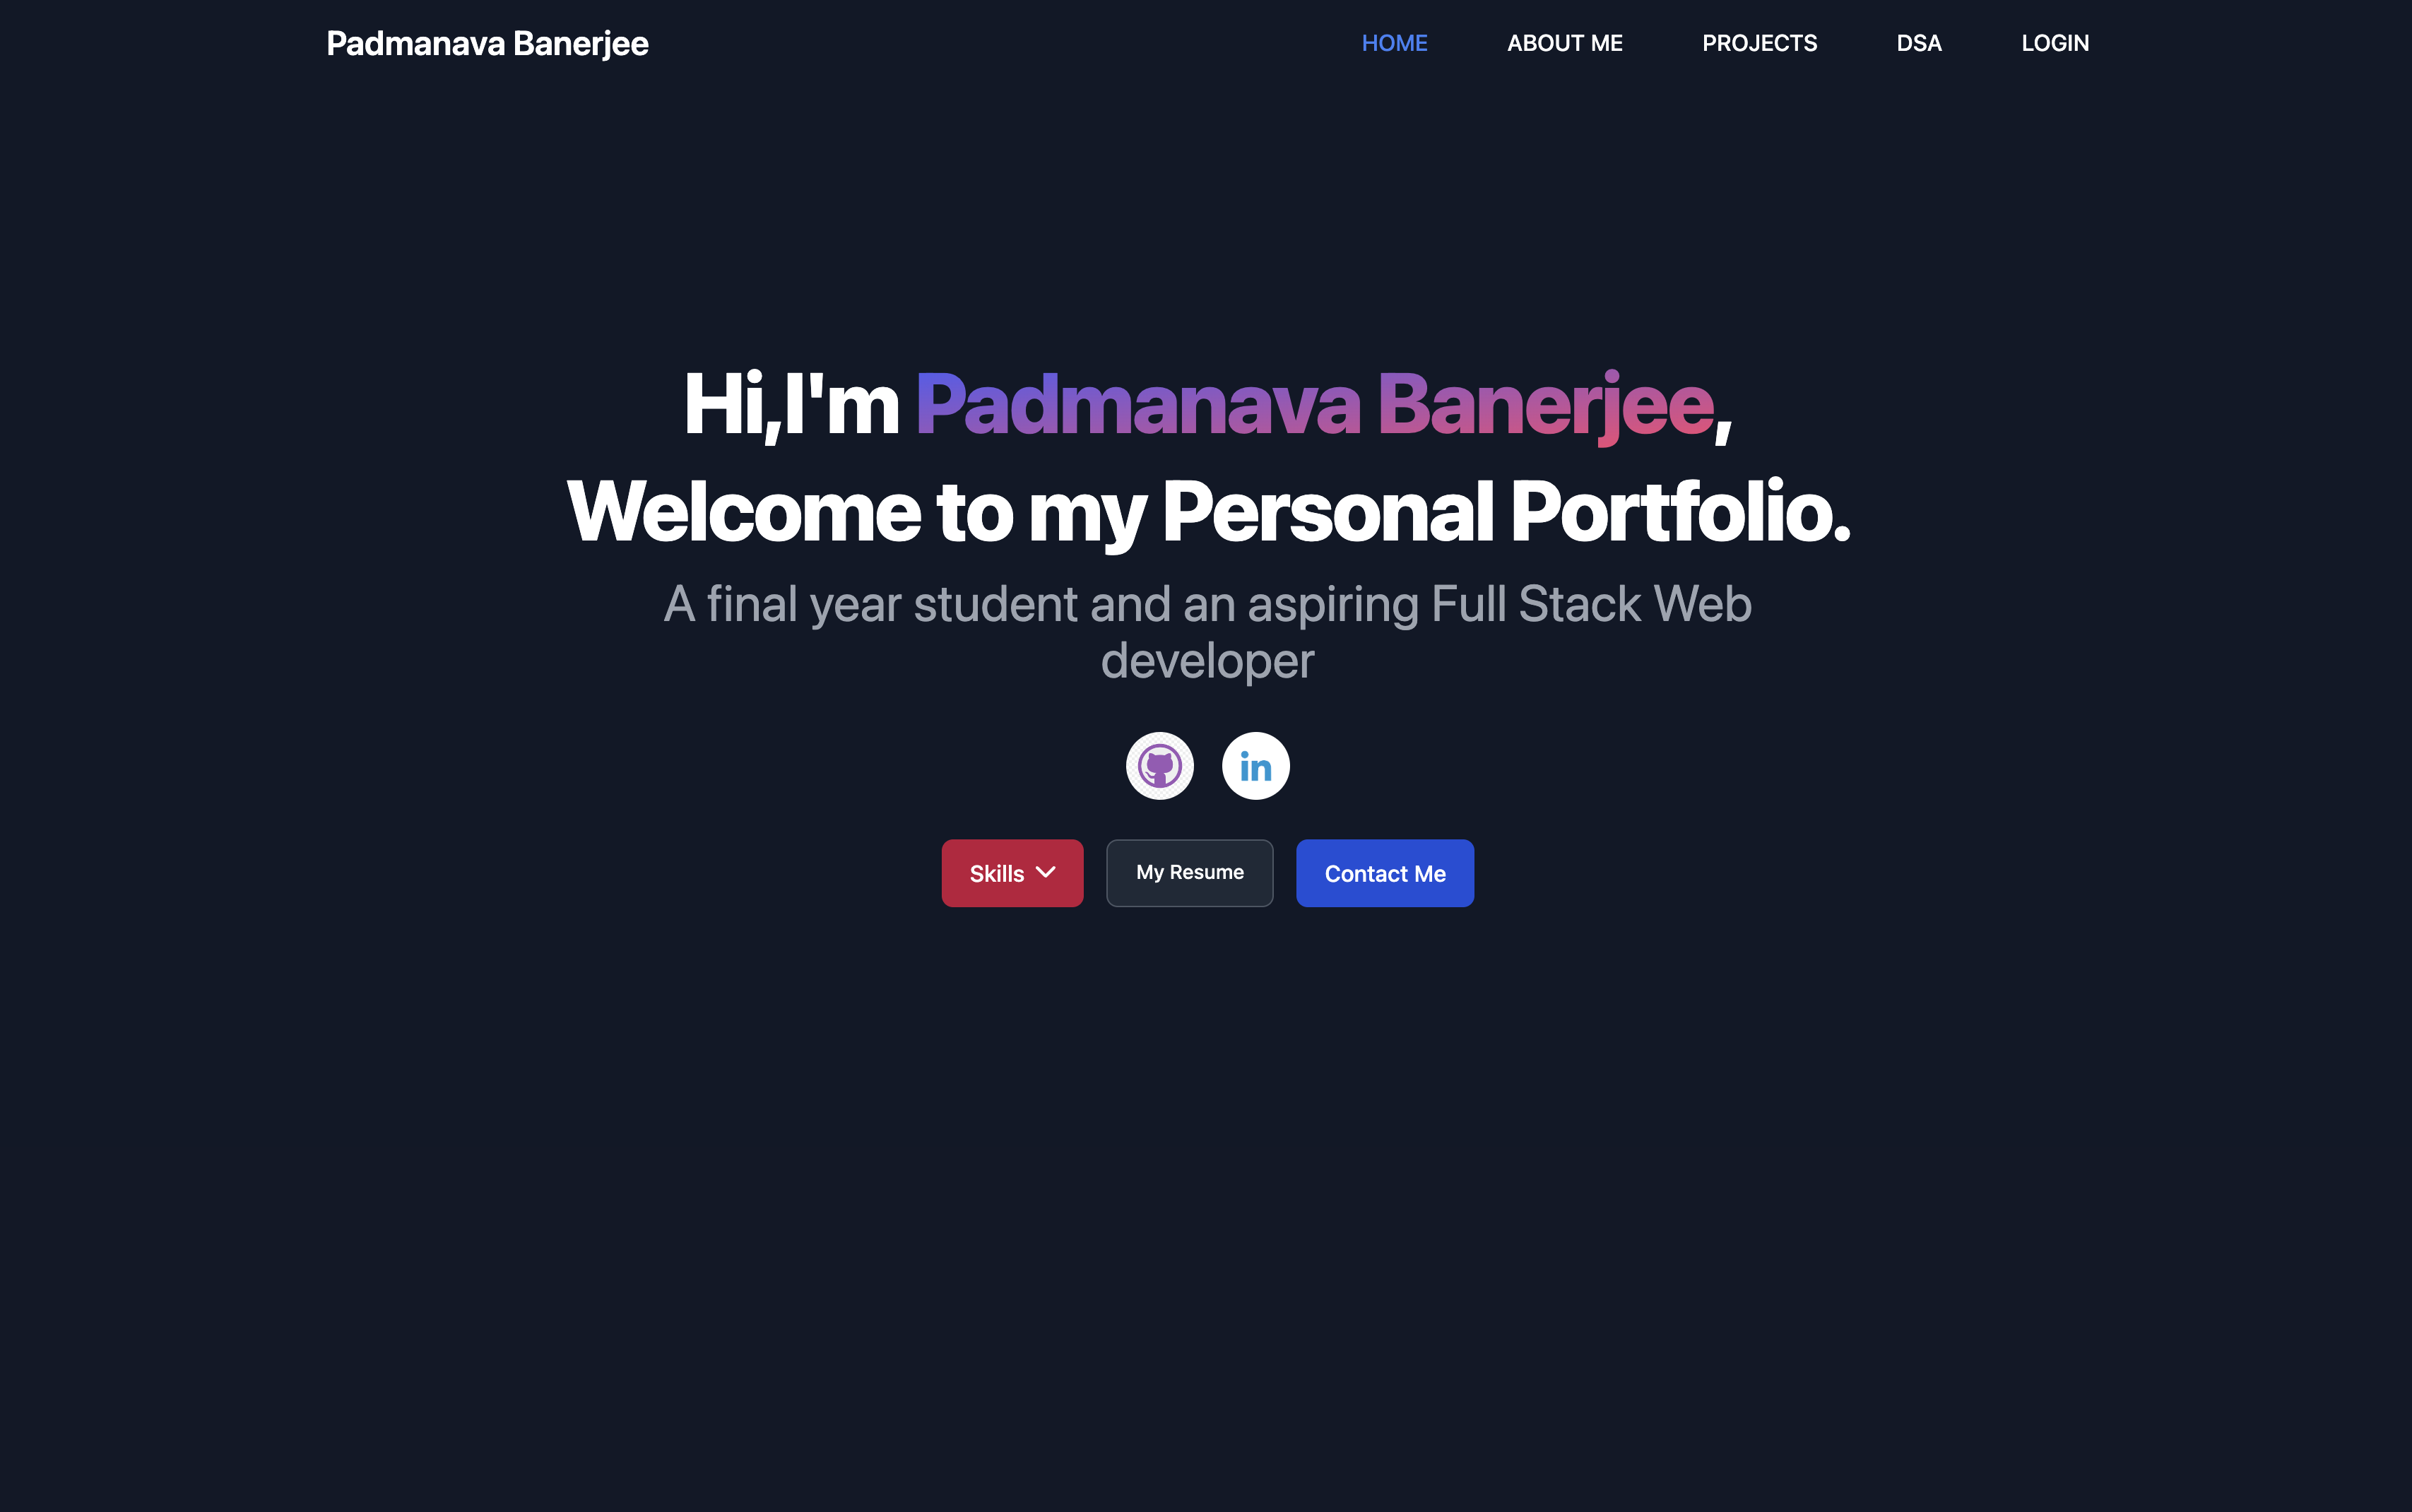 Padmanava Banerjee
HOME ABOUT ME PROJECTS DSA LOGIN
Hi,I'm Padmanava Banerjee,
Welcome to my Personal Portfolio.
A final year student and an aspiring Full Stack Web
developer
in
Skills
My Resume
Contact Me